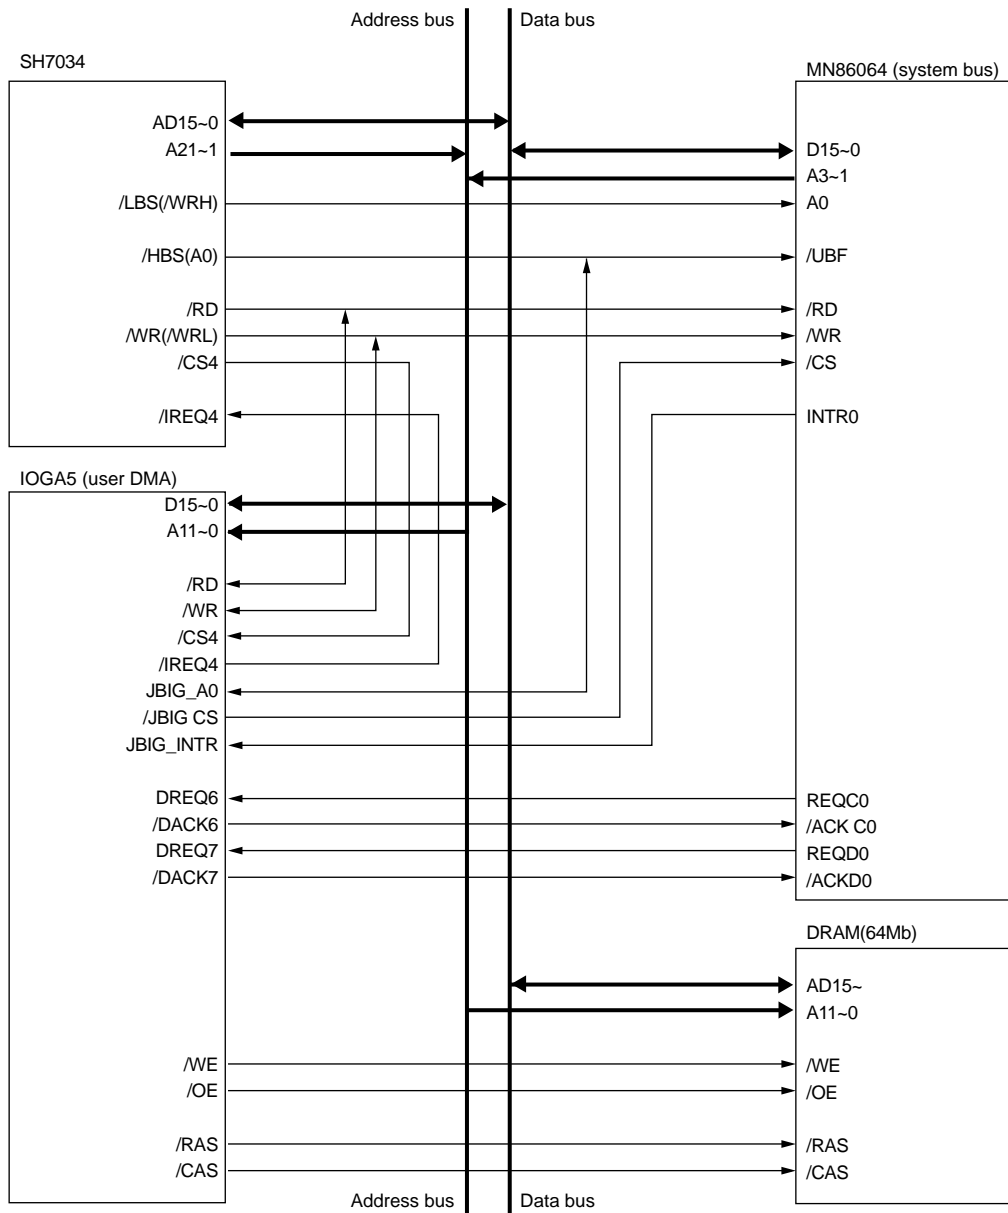 Address bus
Data bus
SH7034
AD15~0
A21~1
/LBS(/WRH)
/HBS(A0)
/RD
/WR(/WRL)
/CS4
/IREQ4
MN86064 (system bus)
D15~0
A3~1
A0
/UBF
/RD
/WR
/CS
INTR0
IOGA5 (user DMA)
D15~0
A11~0
/RD
/WR
/CS4
/IREQ4
JBIG_A0
/JBIG CS
JBIG_INTR
DREQ6
/DACK6
DREQ7
/DACK7
REQC0
/ACK C0
REQD0
/ACKD0
DRAM(64Mb)
AD15~
A11~0
/WE
/OE
/RAS
/CAS
/WE
/OE
/RAS
/CAS
Address bus
Data bus